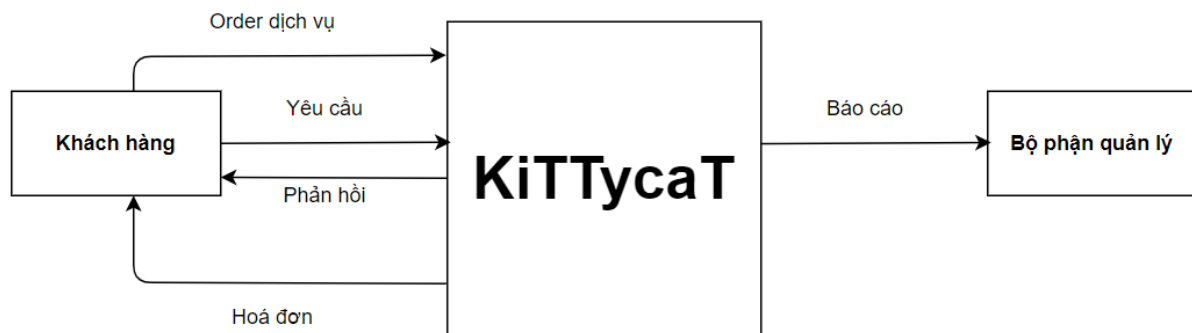 Order dịch vụ
Yêu cầu
Báo cáo
Khách hàng
KiTTycaT
Bộ phận quản lý
Phản hồi
Hoá đơn